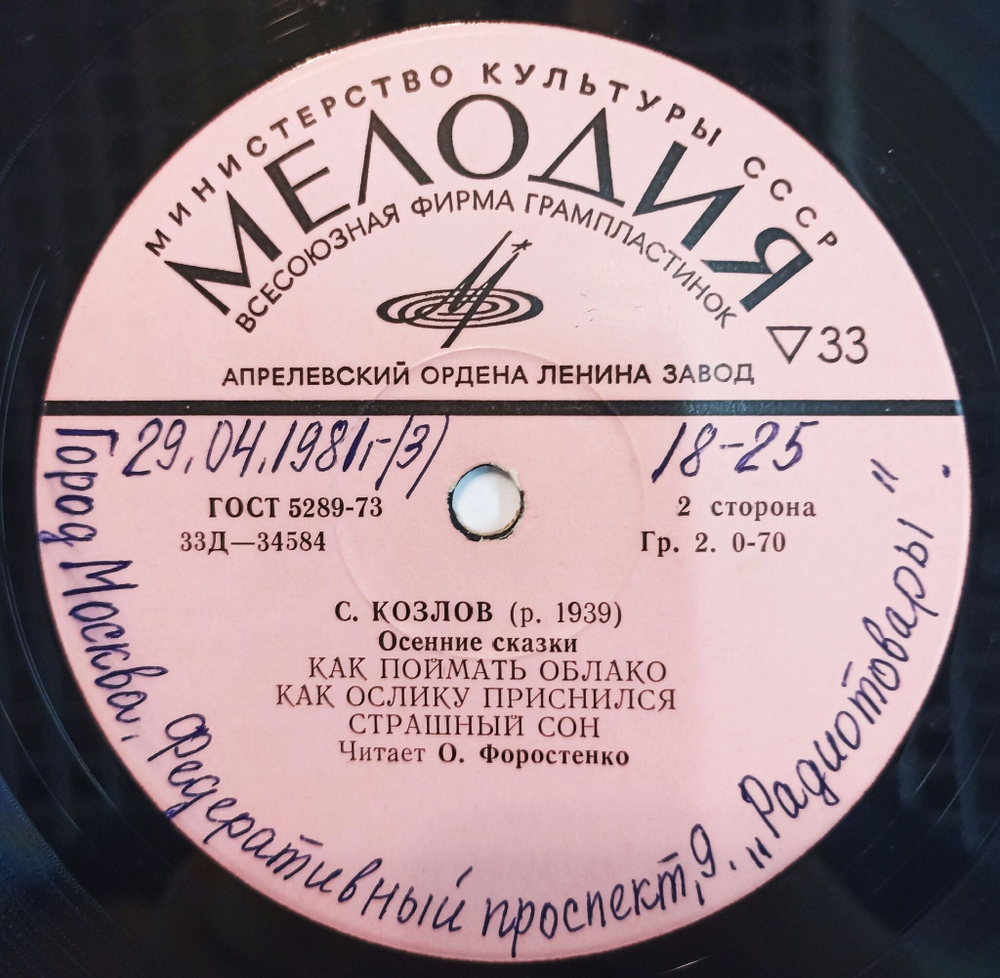 МИНИСТЕРСТВО КУЛЬТУРЫ СССР
МЕЛОДИЯ
ВСЕСОЮЗНАЯ ФИРМА ГРАМПЛАСТИНОК
33
АПРЕЛЕВСКИЙ ОРДЕНА ЛЕНИНА ЗАВОД
29.04.1981г-(3) 18-25
ГОСТ 5289-73 2 сторона
33Д—34584 Гр. 2. 0-70
С. КОЗЛОВ (р. 1939)
Осенние сказки
КАК ПОЙМАТЬ ОБЛАКО
КАК ОСЛИКУ ПРИСНИЛСЯ
СТРАШНЫЙ СОН
Читает О. Форостенко
Город Москва, Федеративный проспект, 9. „Радиотовары".